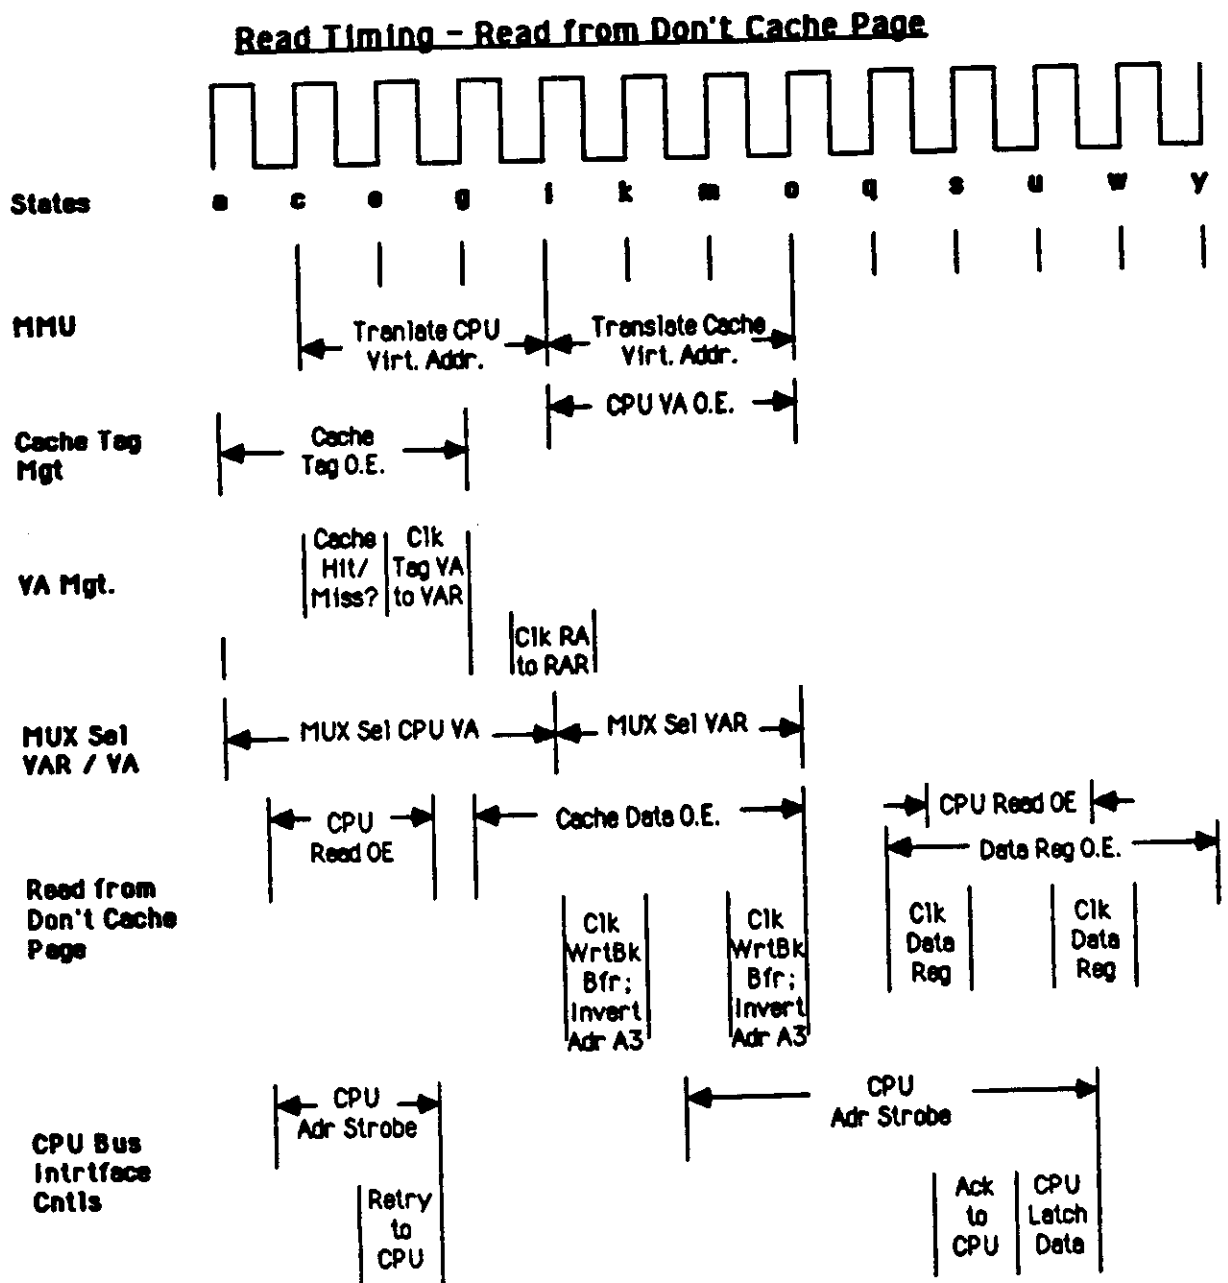 Read Timing - Read from Don't Cache Page
States a c e g i k m o q s u w y
MMU
Tranlate CPU
Virt. Addr.
Translate Cache
Virt. Addr.
CPU VA O.E.
Cache Tag
Mgt
Cache
Tag O.E.
VA Mgt.
Cache
Hit/
Miss?
Clk
Tag VA
to VAR
Clk RA
to RAR
MUX Sel
VAR / VA
MUX Sel CPU VA
MUX Sel VAR
Read from
Don't Cache
Page
CPU
Read OE
Cache Data O.E.
CPU Read OE
Data Reg O.E.
Clk
WrtBk
Bfr;
Invert
Adr A3
Clk
WrtBk
Bfr;
Invert
Adr A3
Clk
Data
Reg
Clk
Data
Reg
CPU Bus
Intrtface
Cntls
CPU
Adr Strobe
CPU
Adr Strobe
Retry
to
CPU
Ack
to
CPU
CPU
Latch
Data